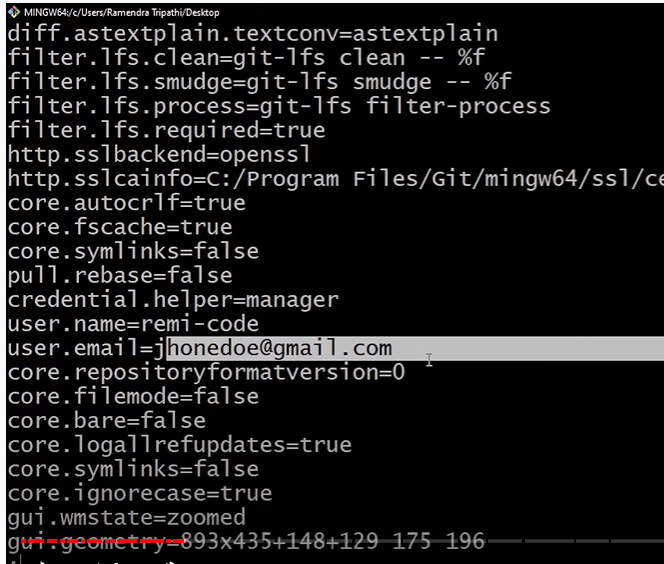 MINGW64:/c/Users/Ramendra Tripathi/Desktop
diff.astextplain.textconv=astextplain
filter.lfs.clean=git-lfs clean -- %f
filter.lfs.smudge=git-lfs smudge -- %f
filter.lfs.process=git-lfs filter-process
filter.lfs.required=true
http.sslbackend=openssl
http.sslcainfo=C:/Program Files/Git/mingw64/ssl/ce
core.autocrlf=true
core.fscache=true
core.symlinks=false
pull.rebase=false
credential.helper=manager
user.name=remi-code
user.email=jhonedoe@gmail.com
core.repositoryformatversion=0
core.filemode=false
core.bare=false
core.logallrefupdates=true
core.symlinks=false
core.ignorecase=true
gui.wmstate=zoomed
gui.geometry=893x435+148+129 175 196